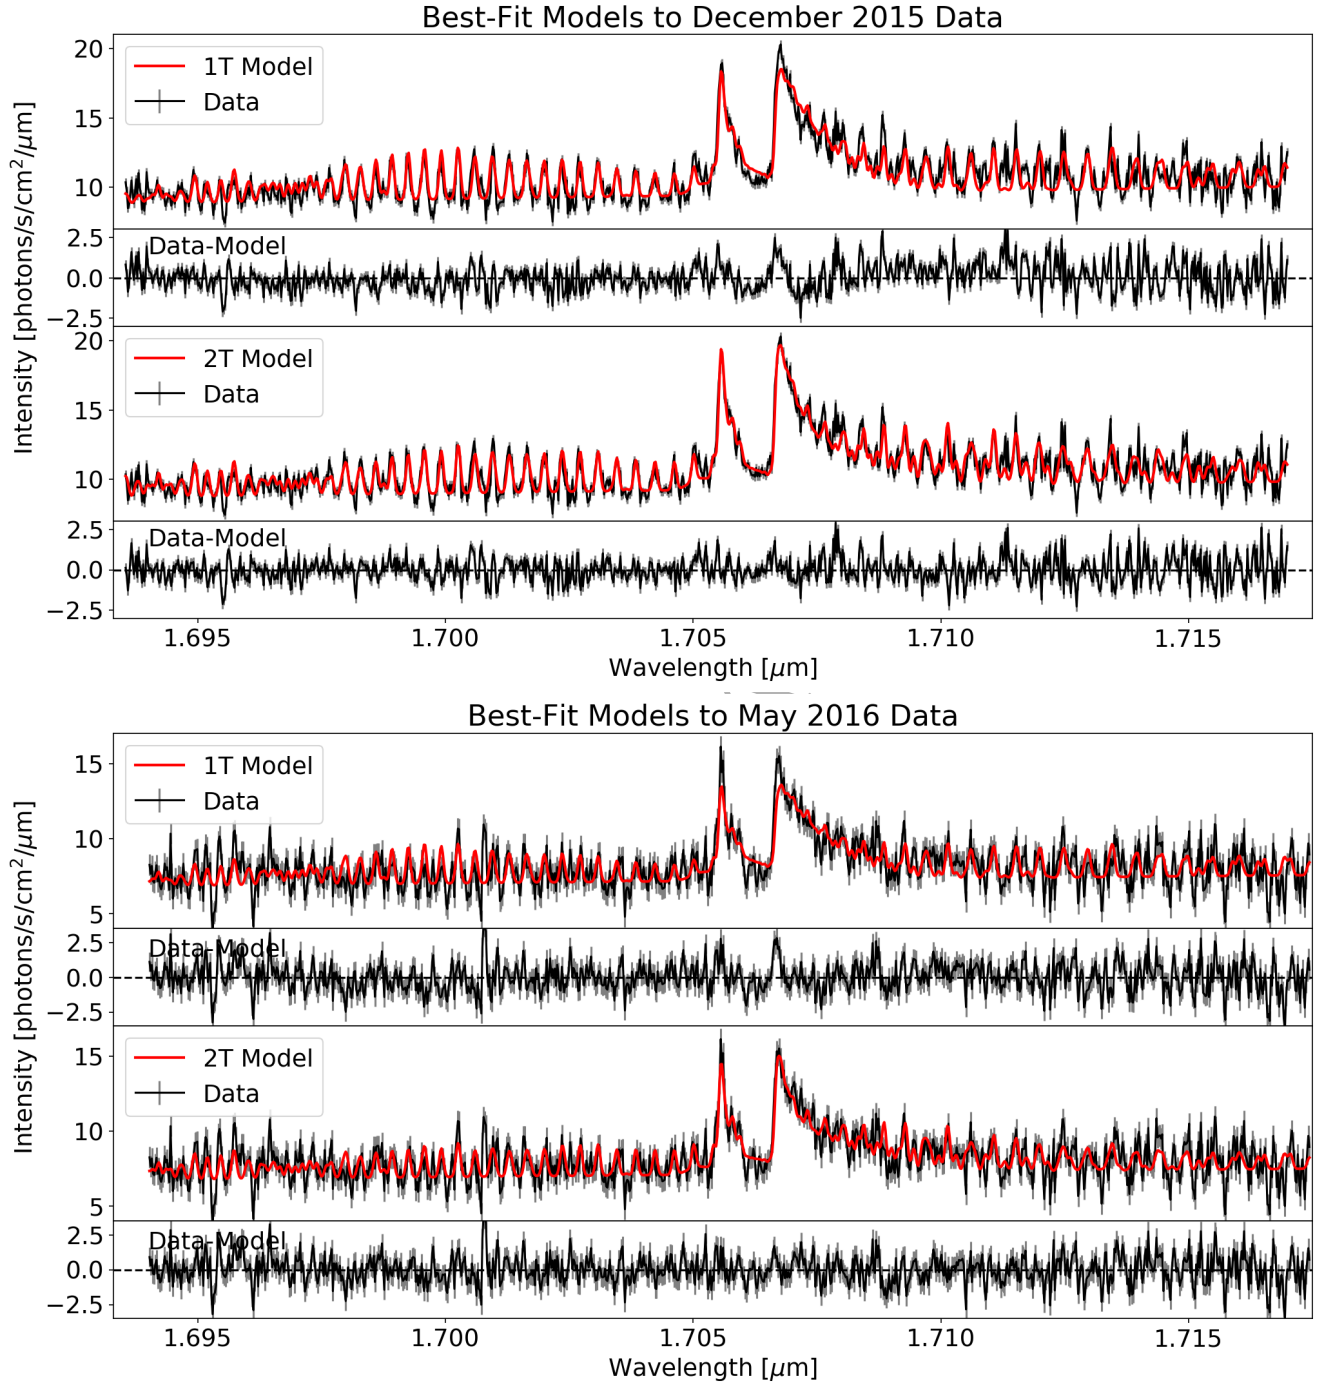 Best-Fit Models to December 2015 Data
20
15
10
1T Model
Data
2.5
0.0
−2.5
Data-Model
20
15
10
2T Model
Data
2.5
0.0
−2.5
Data-Model
Intensity [photons/s/cm²/μm]
1.695 1.700 1.705 1.710 1.715
Wavelength [μm]
Best-Fit Models to May 2016 Data
15
10
5
1T Model
Data
2.5
0.0
−2.5
Data-Model
15
10
5
2T Model
Data
2.5
0.0
−2.5
Data-Model
Intensity [photons/s/cm²/μm]
1.695 1.700 1.705 1.710 1.715
Wavelength [μm]